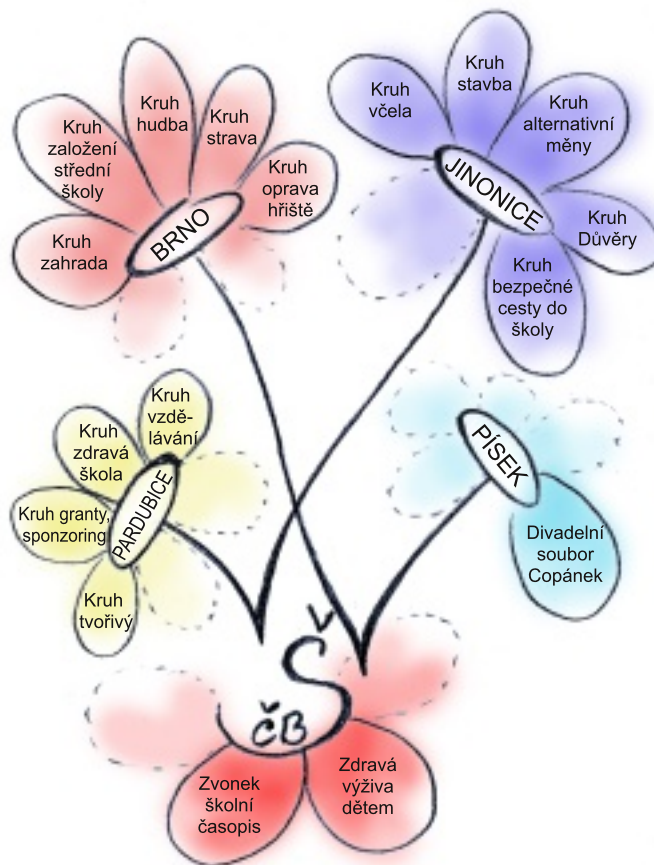 Kruh
hudba
Kruh
strava
Kruh
založení
střední
školy
Kruh
oprava
hřiště
Kruh
zahrada
BRNO
Kruh
stavba
Kruh
včela
Kruh
alternativní
měny
JINONICE
Kruh
Důvěry
Kruh
bezpečné
cesty do
školy
Kruh
vzdě-
lávání
Kruh
zdravá
škola
Kruh granty,
sponzoring
PARDUBICE
Kruh
tvořivý
PÍSEK
Divadelní
soubor
Copánek
Š
ČB
Zvonek
školní
časopis
Zdravá
výživa
dětem